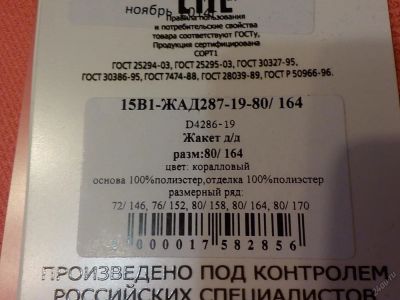 ноябрь 2014
Правила пользования
и потребительские свойства
товара соответствуют ГОСТу,
Продукция сертифицирована
СОРТ1
ГОСТ 25294-03, ГОСТ 25295-03, ГОСТ 30327-95.
ГОСТ 30386-95, ГОСТ 7474-88, ГОСТ 28039-89, ГОСТ Р 50966-96.
15В1-ЖАД287-19-80/ 164
D4286-19
Жакет д/д
разм:80/ 164
цвет: коралловый
основа 100%полиэстер,отделка 100%полиэстер
размерный ряд:
72/ 146, 76/ 152, 80/ 158, 80/ 164, 80/ 170
000017582856
ПРОИЗВЕДЕНО ПОД КОНТРОЛЕМ
РОССИЙСКИХ СПЕЦИАЛИСТОВ